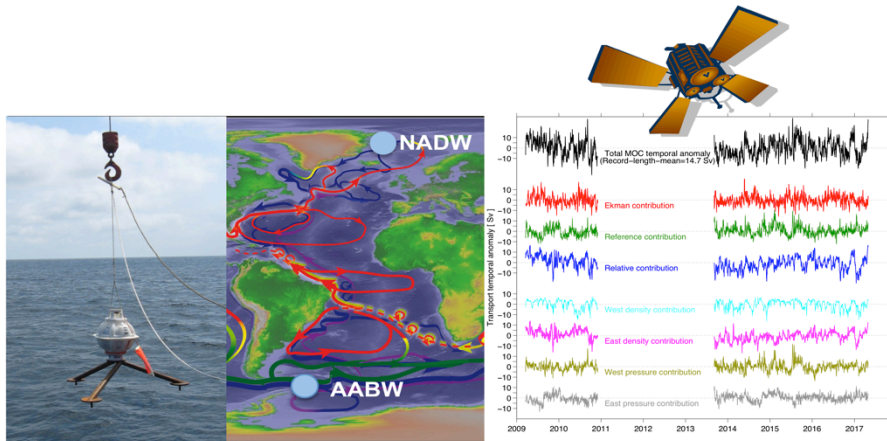 NADW
AABW
Transport temporal anomaly [ Sv ]
10
0
−10
Total MOC temporal anomaly
(Record−length−mean=14.7 Sv)
10
0
−10
Ekman contribution
10
0
−10
Reference contribution
10
0
−10
Relative contribution
10
0
−10
West density contribution
10
0
−10
East density contribution
10
0
−10
West pressure contribution
10
0
−10
East pressure contribution
2009 2010 2011 2012 2013 2014 2015 2016 2017